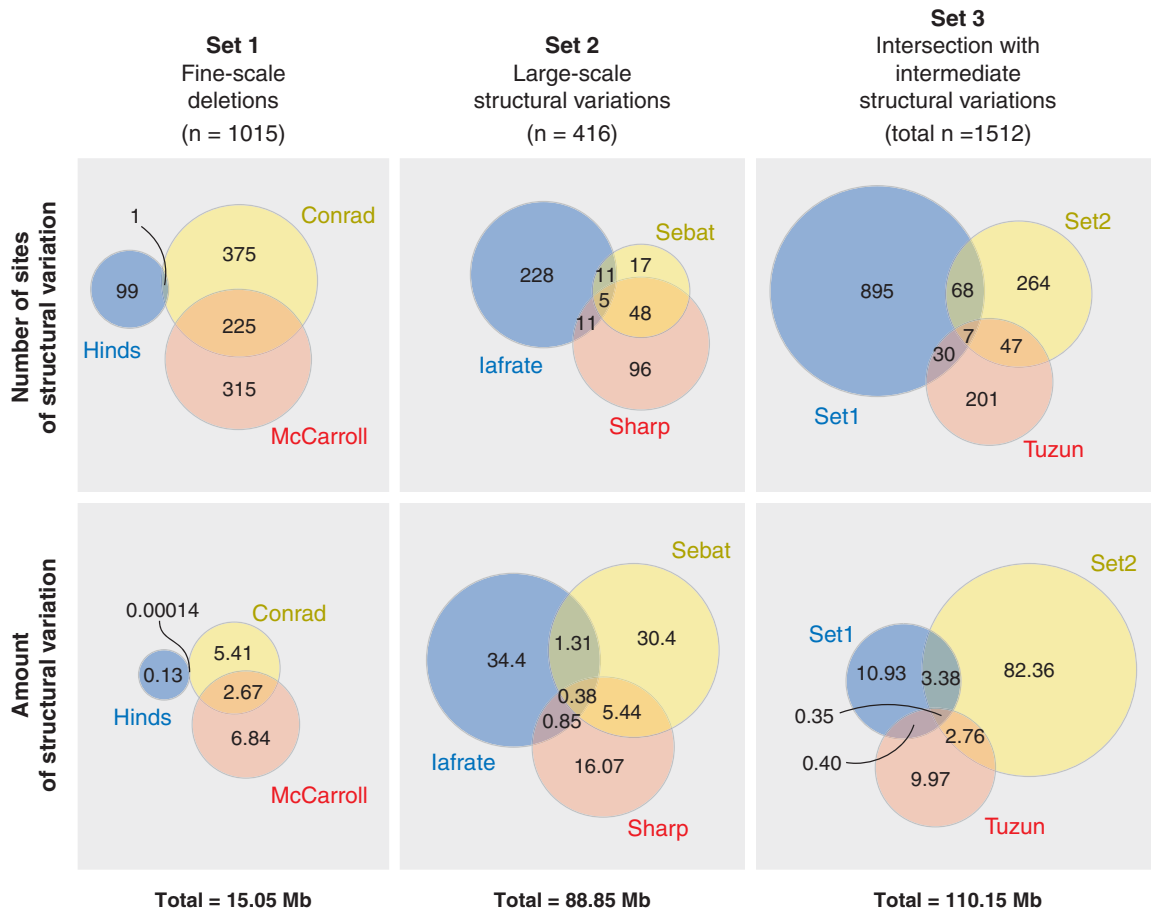 Set 1
Fine-scale
deletions
(n = 1015)
Set 2
Large-scale
structural variations
(n = 416)
Set 3
Intersection with
intermediate
structural variations
(total n =1512)
Number of sites
of structural variation
1
Conrad
375
99
225
Hinds
315
McCarroll
Sebat
228
11
17
5
48
11
Iafrate
96
Sharp
Set2
895
68
264
7
47
30
Set1
201
Tuzun
Amount
of structural variation
0.00014
Conrad
5.41
0.13
2.67
Hinds
6.84
McCarroll
Sebat
34.4
1.31
30.4
0.38
5.44
0.85
Iafrate
16.07
Sharp
Set2
Set1
10.93
3.38
82.36
0.35
2.76
0.40
9.97
Tuzun
Total = 15.05 Mb
Total = 88.85 Mb
Total = 110.15 Mb